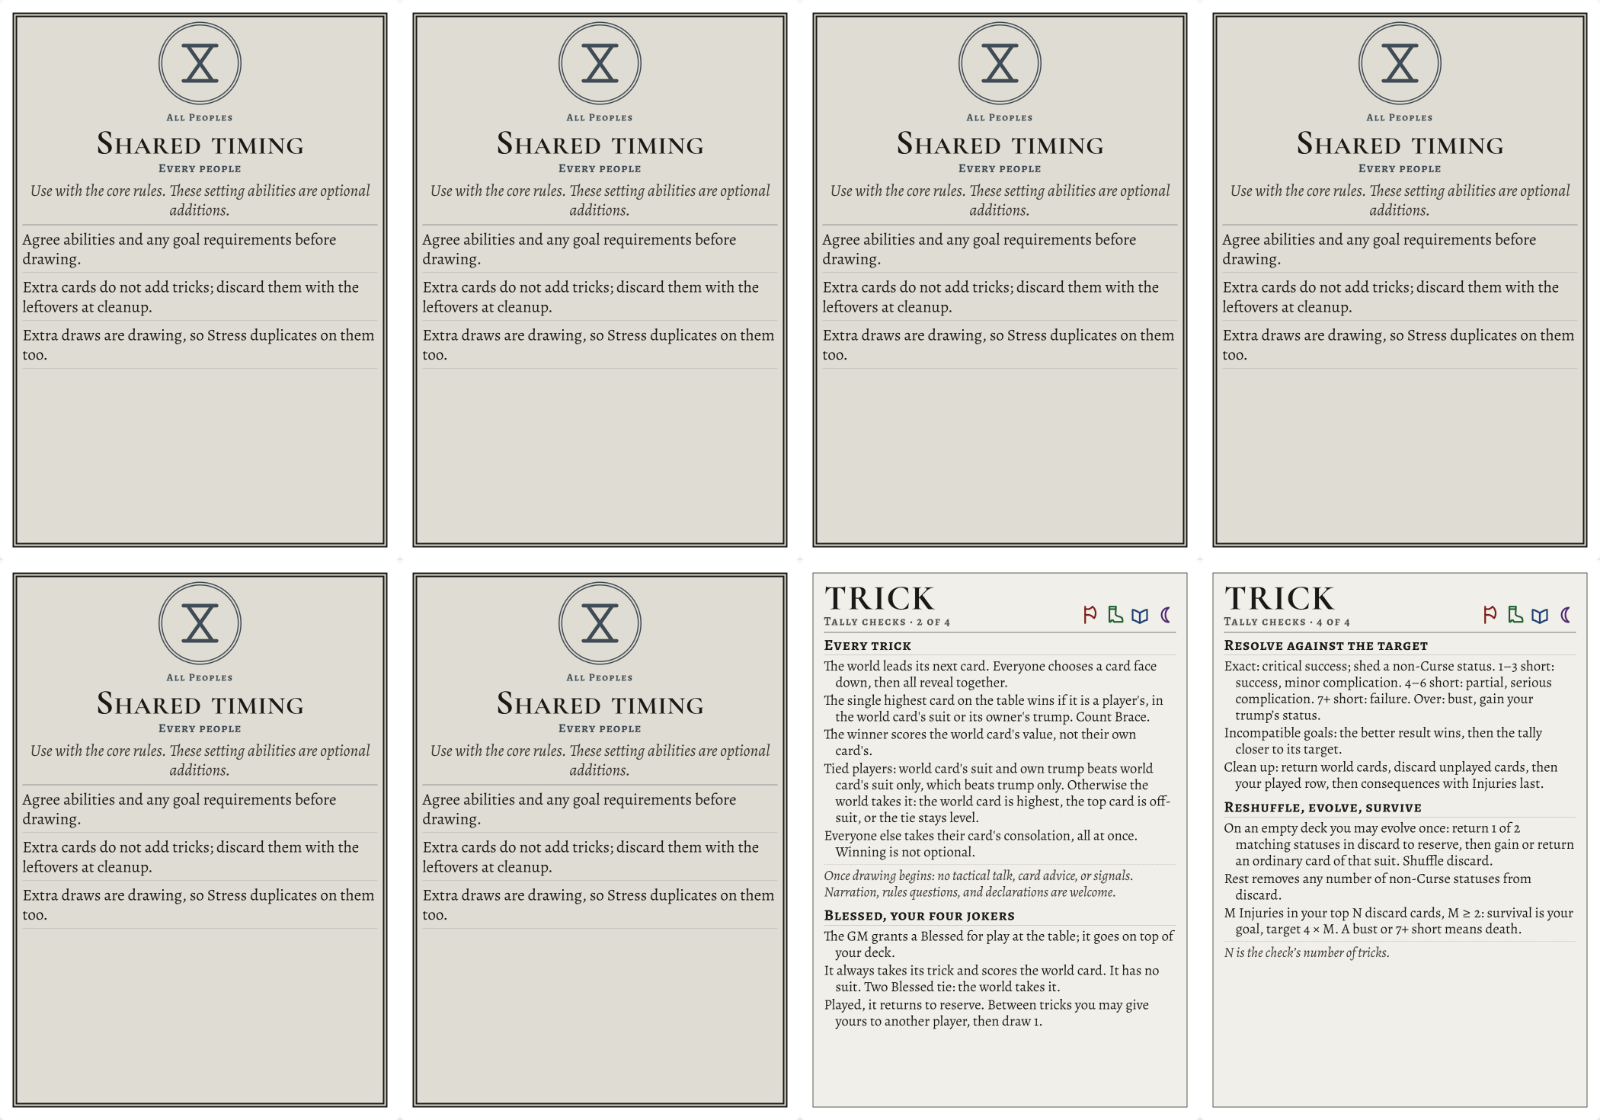 All Peoples
Shared timing
Every people
Use with the core rules. These setting abilities are optional
additions.
Agree abilities and any goal requirements before
drawing.
Extra cards do not add tricks; discard them with the
leftovers at cleanup.
Extra draws are drawing, so Stress duplicates on them
too.
All Peoples
Shared timing
Every people
Use with the core rules. These setting abilities are optional
additions.
Agree abilities and any goal requirements before
drawing.
Extra cards do not add tricks; discard them with the
leftovers at cleanup.
Extra draws are drawing, so Stress duplicates on them
too.
All Peoples
Shared timing
Every people
Use with the core rules. These setting abilities are optional
additions.
Agree abilities and any goal requirements before
drawing.
Extra cards do not add tricks; discard them with the
leftovers at cleanup.
Extra draws are drawing, so Stress duplicates on them
too.
All Peoples
Shared timing
Every people
Use with the core rules. These setting abilities are optional
additions.
Agree abilities and any goal requirements before
drawing.
Extra cards do not add tricks; discard them with the
leftovers at cleanup.
Extra draws are drawing, so Stress duplicates on them
too.
All Peoples
Shared timing
Every people
Use with the core rules. These setting abilities are optional
additions.
Agree abilities and any goal requirements before
drawing.
Extra cards do not add tricks; discard them with the
leftovers at cleanup.
Extra draws are drawing, so Stress duplicates on them
too.
All Peoples
Shared timing
Every people
Use with the core rules. These setting abilities are optional
additions.
Agree abilities and any goal requirements before
drawing.
Extra cards do not add tricks; discard them with the
leftovers at cleanup.
Extra draws are drawing, so Stress duplicates on them
too.
TRICK
Tally checks · 2 of 4
Every trick
The world leads its next card. Everyone chooses a card face
down, then all reveal together.
The single highest card on the table wins if it is a player's, in
the world card's suit or its owner's trump. Count Brace.
The winner scores the world card's value, not their own
card's.
Tied players: world card's suit and own trump beats world
card's suit only, which beats trump only. Otherwise the
world takes it: the world card is highest, the top card is off-
suit, or the tie stays level.
Everyone else takes their card's consolation, all at once.
Winning is not optional.
Once drawing begins: no tactical talk, card advice, or signals.
Narration, rules questions, and declarations are welcome.
Blessed, your four jokers
The GM grants a Blessed for play at the table; it goes on top of
your deck.
It always takes its trick and scores the world card. It has no
suit. Two Blessed tie: the world takes it.
Played, it returns to reserve. Between tricks you may give
yours to another player, then draw 1.
TRICK
Tally checks · 4 of 4
Resolve against the target
Exact: critical success; shed a non-Curse status. 1–3 short:
success, minor complication. 4–6 short: partial, serious
complication. 7+ short: failure. Over: bust, gain your
trump's status.
Incompatible goals: the better result wins, then the tally
closer to its target.
Clean up: return world cards, discard unplayed cards, then
your played row, then consequences with Injuries last.
Reshuffle, evolve, survive
On an empty deck you may evolve once: return 1 of 2
matching statuses in discard to reserve, then gain or return
an ordinary card of that suit. Shuffle discard.
Rest removes any number of non-Curse statuses from
discard.
M Injuries in your top N discard cards, M ≥ 2: survival is your
goal, target 4 × M. A bust or 7+ short means death.
N is the check's number of tricks.